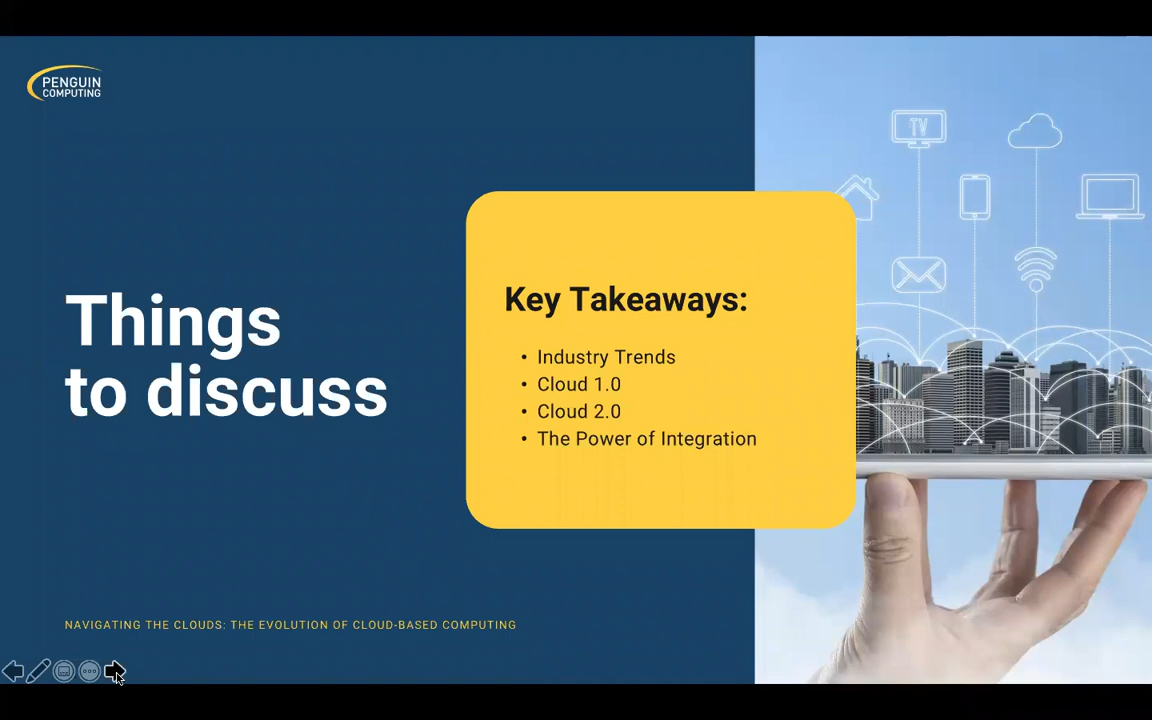 PENGUIN
COMPUTING
TV
Things
to discuss
Key Takeaways:
• Industry Trends
• Cloud 1.0
• Cloud 2.0
• The Power of Integration
NAVIGATING THE CLOUDS: THE EVOLUTION OF CLOUD-BASED COMPUTING